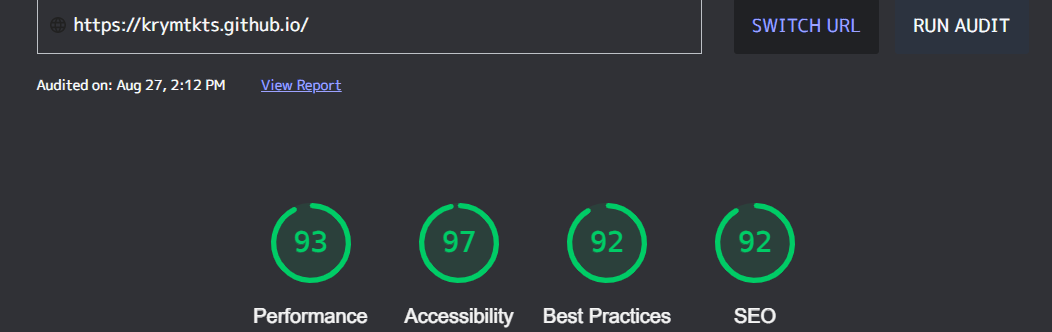 https://krymtkts.github.io/
SWITCH URL
RUN AUDIT
Audited on: Aug 27, 2:12 PM
View Report
93
97
92
92
Performance
Accessibility
Best Practices
SEO